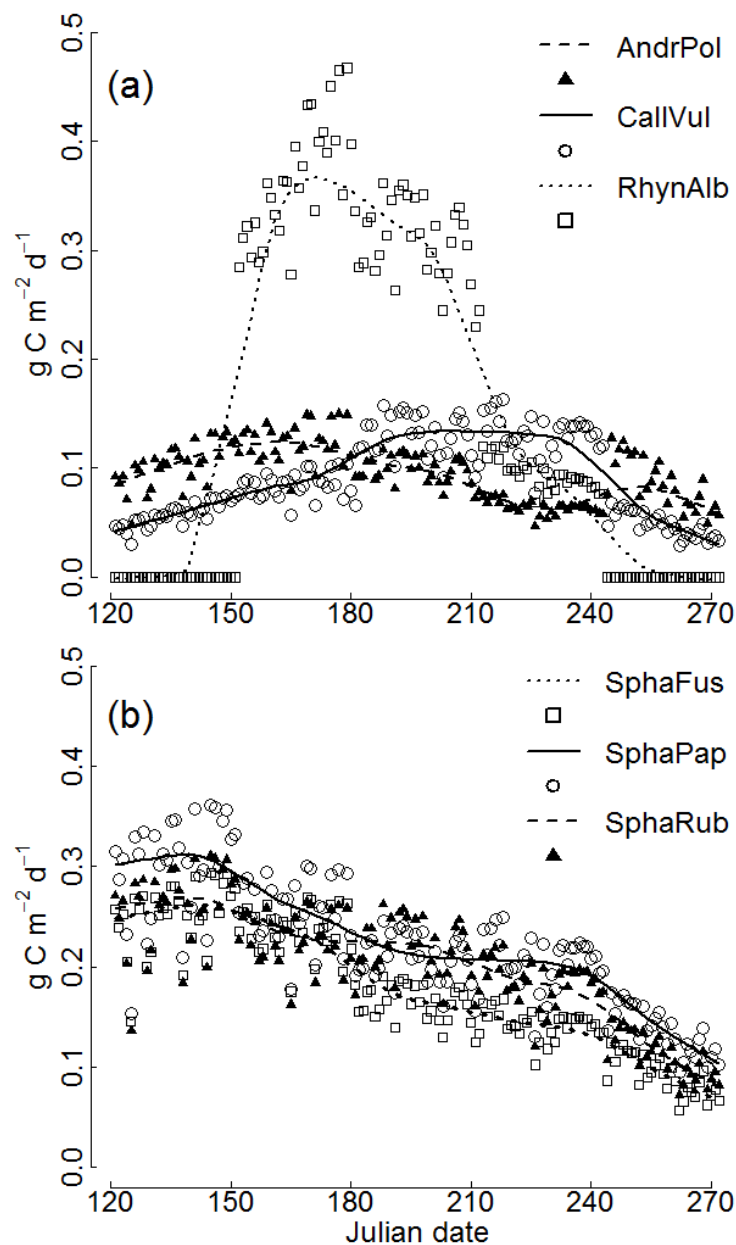 (a)
AndrPol
CallVul
RhynAlb
g C m−2 d−1
0.5
0.4
0.3
0.2
0.1
0.0
120 150 180 210 240 270
(b)
SphaFus
SphaPap
SphaRub
g C m−2 d−1
0.5
0.4
0.3
0.2
0.1
0.0
120 150 180 210 240 270
Julian date